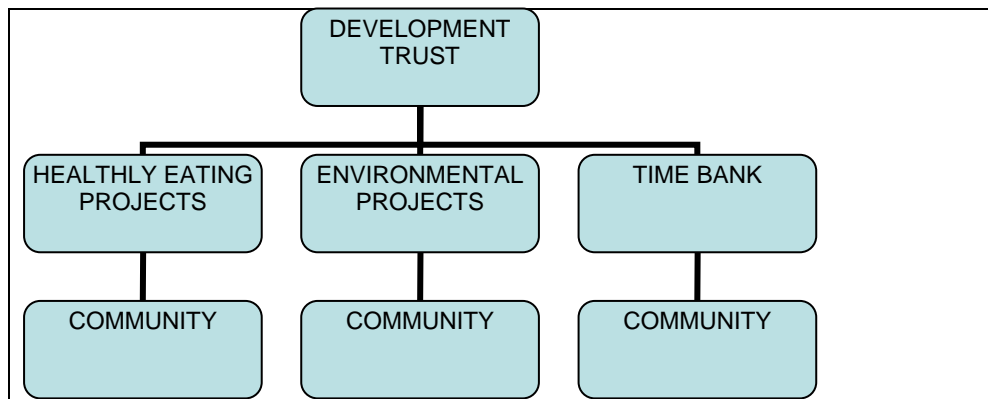 DEVELOPMENT
TRUST
HEALTHLY EATING
PROJECTS
ENVIRONMENTAL
PROJECTS
TIME BANK
COMMUNITY
COMMUNITY
COMMUNITY